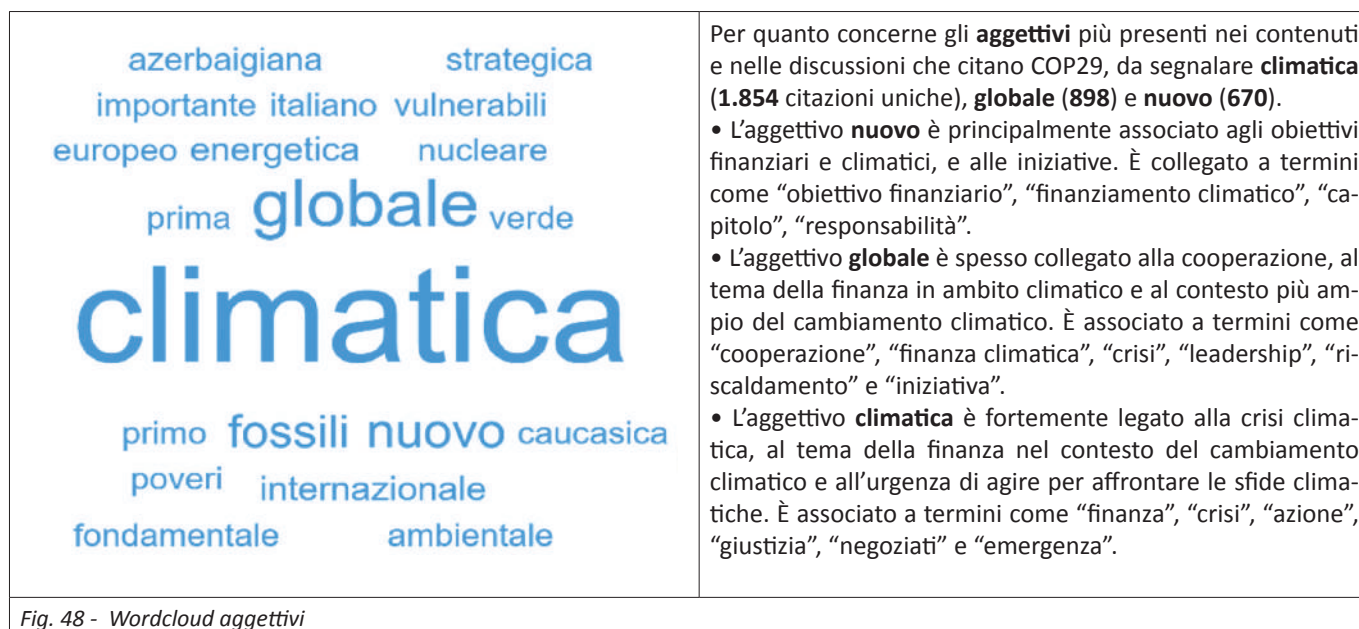 azerbaigiana strategica
importante italiano vulnerabili
europeo energetica nucleare
prima globale verde
climatica
primo fossili nuovo caucasica
poveri internazionale
fondamentale ambientale
Per quanto concerne gli aggettivi più presenti nei contenuti
e nelle discussioni che citano COP29, da segnalare climatica
(1.854 citazioni uniche), globale (898) e nuovo (670).
• L’aggettivo nuovo è principalmente associato agli obiettivi
finanziari e climatici, e alle iniziative. È collegato a termini
come “obiettivo finanziario”, “finanziamento climatico”, “ca-
pitolo”, “responsabilità”.
• L’aggettivo globale è spesso collegato alla cooperazione, al
tema della finanza in ambito climatico e al contesto più am-
pio del cambiamento climatico. È associato a termini come
“cooperazione”, “finanza climatica”, “crisi”, “leadership”, “ri-
scaldamento” e “iniziativa”.
• L’aggettivo climatica è fortemente legato alla crisi clima-
tica, al tema della finanza nel contesto del cambiamento
climatico e all’urgenza di agire per affrontare le sfide clima-
tiche. È associato a termini come “finanza”, “crisi”, “azione”,
“giustizia”, “negoziati” e “emergenza”.
Fig. 48 - Wordcloud aggettivi